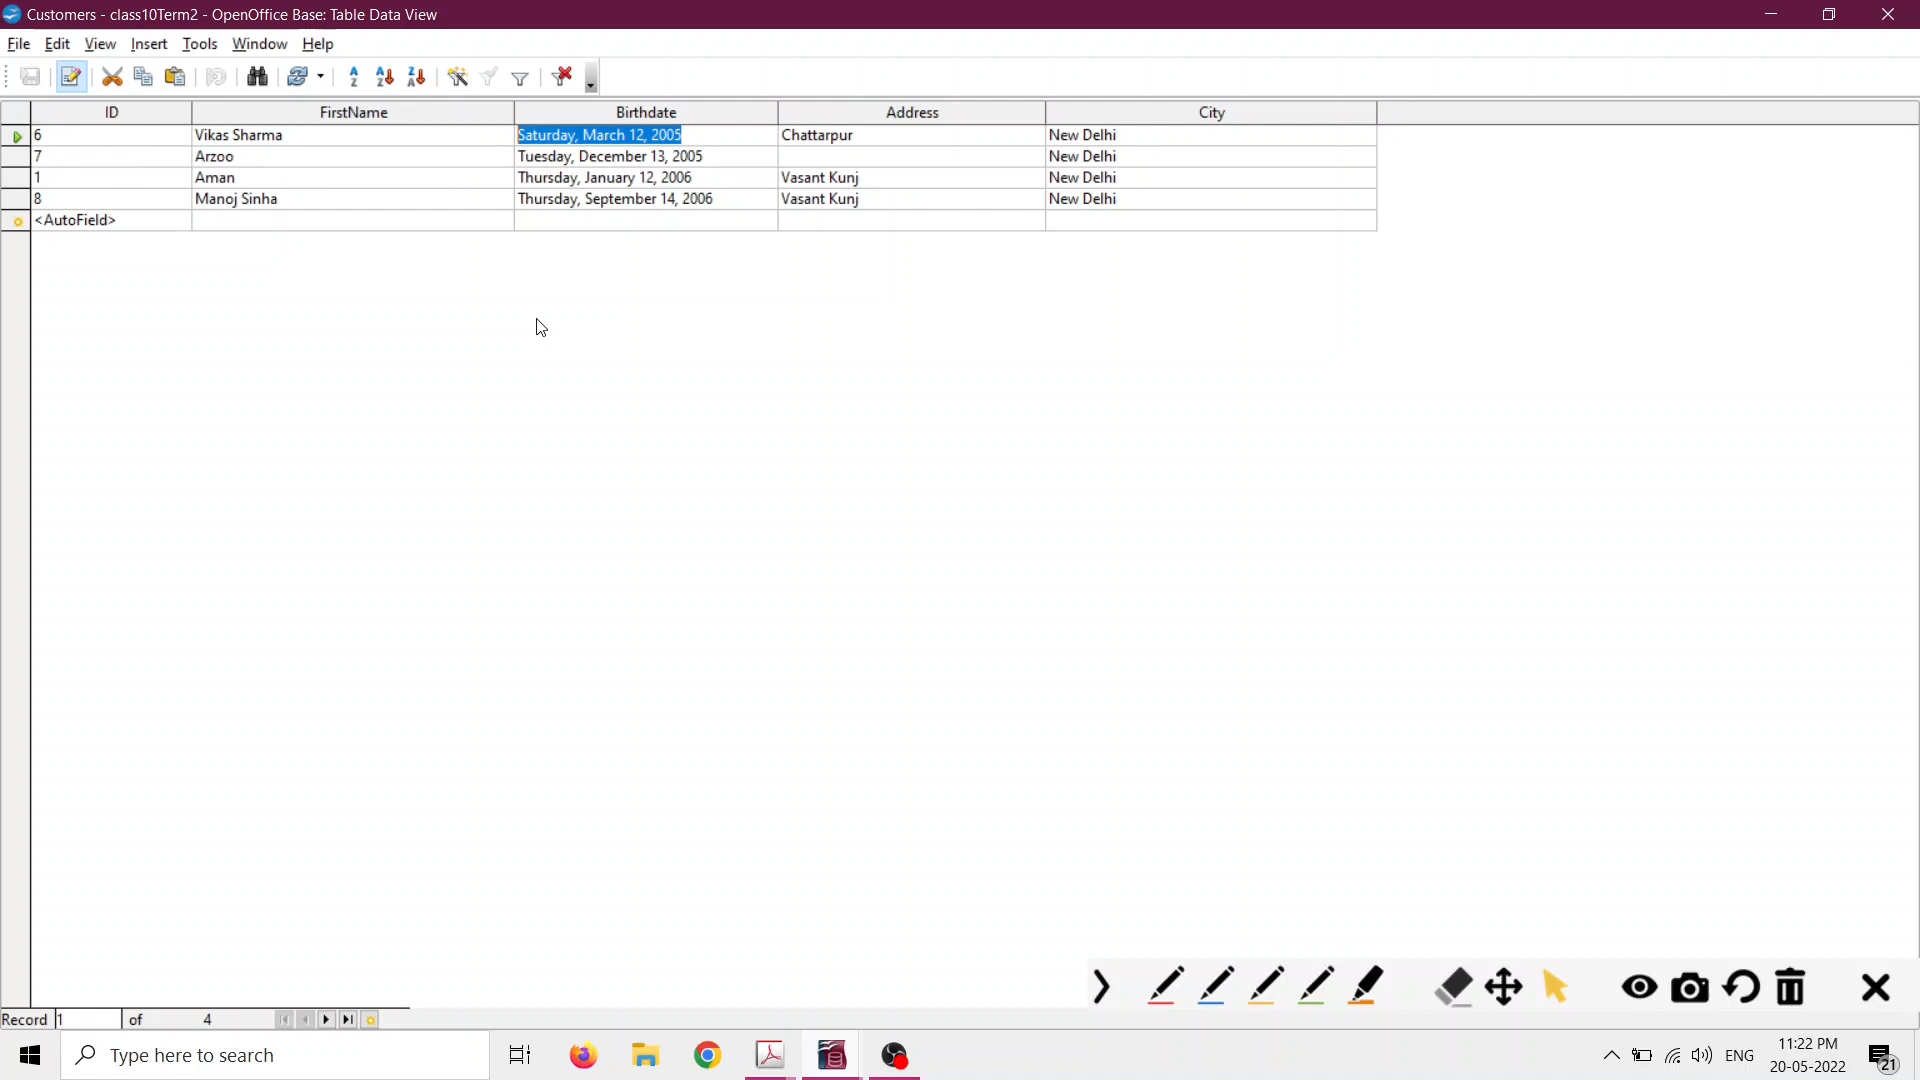 Customers - class10Term2 - OpenOffice Base: Table Data View
File Edit View Insert Tools Window Help
ID FirstName Birthdate Address City
6 Vikas Sharma Saturday, March 12, 2005 Chattarpur New Delhi
7 Arzoo Tuesday, December 13, 2005 New Delhi
1 Aman Thursday, January 12, 2006 Vasant Kunj New Delhi
8 Manoj Sinha Thursday, September 14, 2006 Vasant Kunj New Delhi
<AutoField>
Record 1 of 4
Type here to search
ENG
11:22 PM
20-05-2022
21